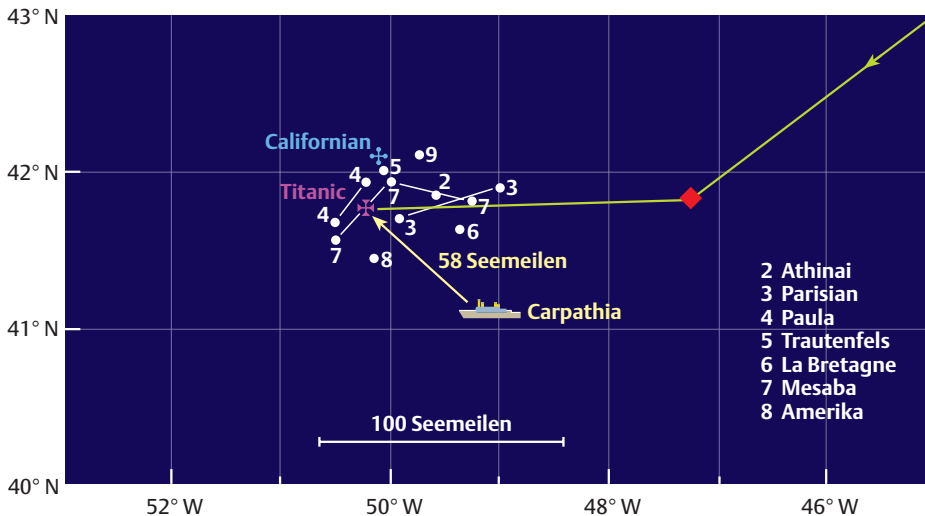 43° N
Californian
9
5
42° N
4
Titanic
7
2
3
7
4
3
6
7
8
58 Seemeilen
Carpathia
41° N
2 Athinai
3 Parisian
4 Paula
5 Trautenfels
6 La Bretagne
7 Mesaba
8 Amerika
100 Seemeilen
40° N
52° W
50° W
48° W
46° W